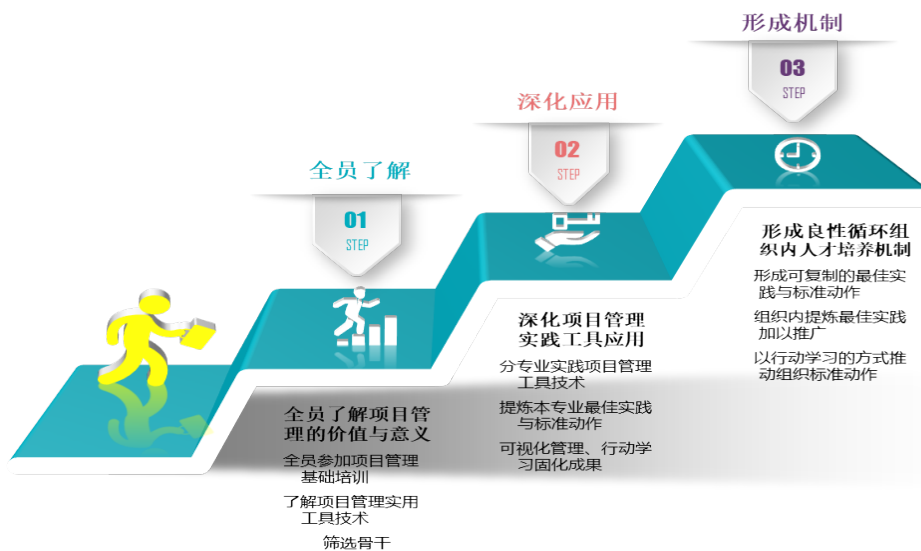 全员了解
01
STEP
全员了解项目管
理的价值与意义
全员参加项目管理
基础培训
了解项目管理实用
工具技术
筛选骨干
深化应用
02
STEP
深化项目管理
实践工具应用
分专业实践项目管理
工具技术
提炼本专业最佳实践
与标准动作
可视化管理、行动学
习固化成果
形成机制
03
STEP
形成良性循环组
织内人才培养机制
形成可复制的最佳实
践与标准动作
组织内提炼最佳实践
加以推广
以行动学习的方式推
动组织标准动作